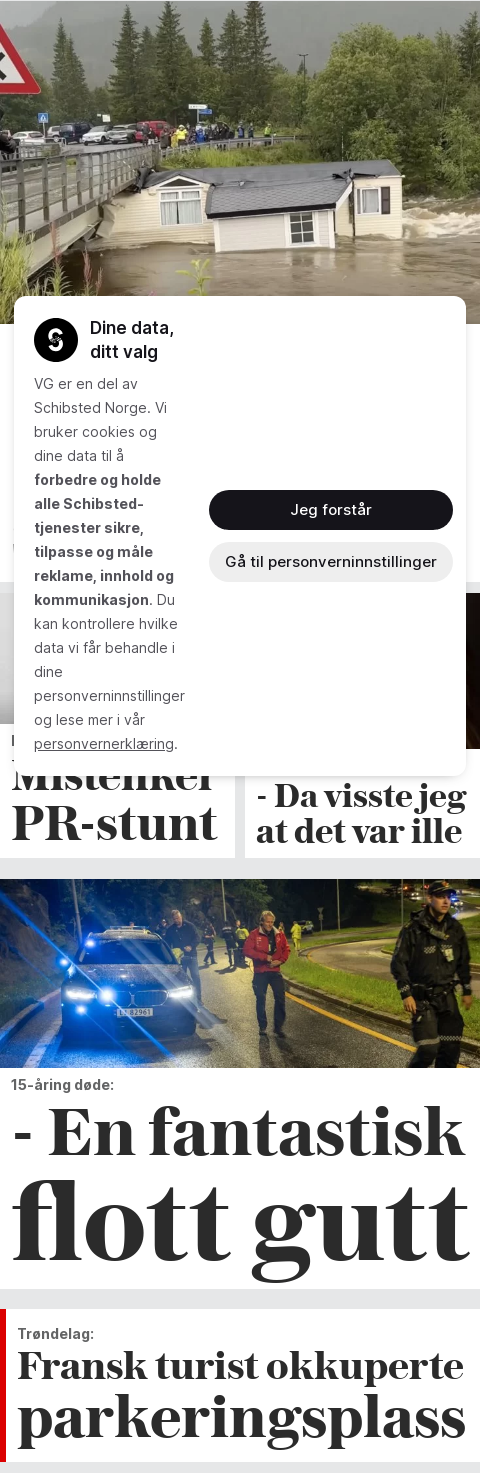 Dine data,
ditt valg
VG er en del av
Schibsted Norge. Vi
bruker cookies og
dine data til å
forbedre og holde
alle Schibsted-
tjenester sikre,
tilpasse og måle
reklame, innhold og
kommunikasjon. Du
kan kontrollere hvilke
data vi får behandle i
dine
personverninnstillinger
og lese mer i vår
personvernerklæring.
Jeg forstår
Gå til personverninnstillinger
Mistenker
PR-stunt
- Da visste jeg
at det var ille
15-åring døde:
- En fantastisk
flott gutt
Trøndelag:
Fransk turist okkuperte
parkeringsplass